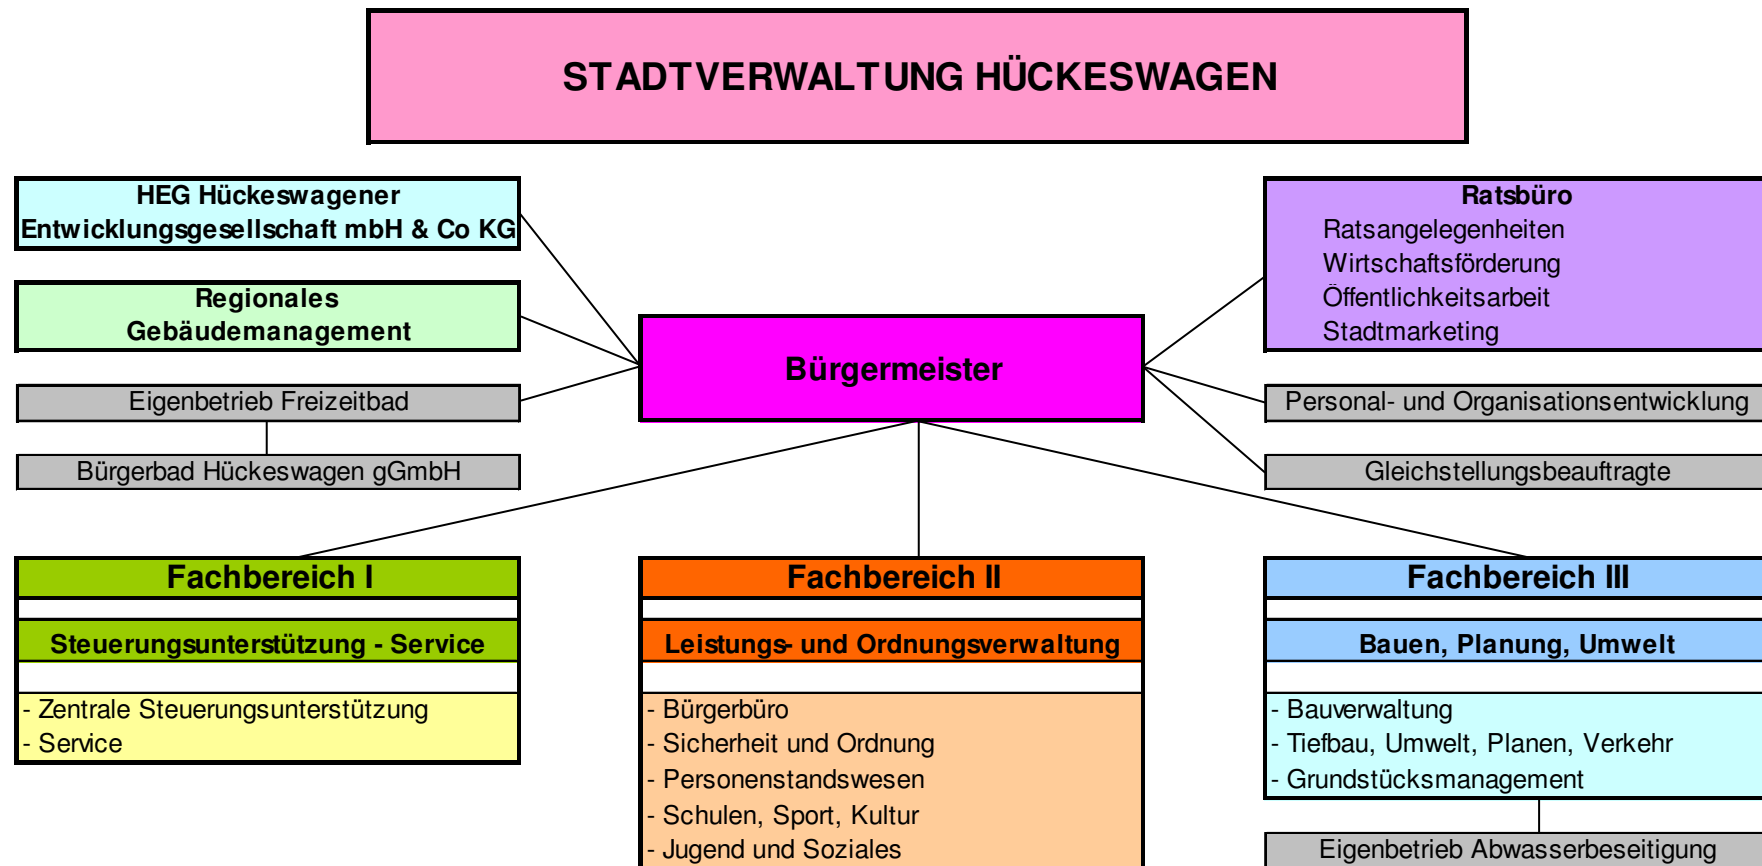 STADTVERWALTUNG HÜCKESWAGEN
HEG Hückeswagener
Entwicklungsgesellschaft mbH & Co KG
Regionales
Gebäudemanagement
Eigenbetrieb Freizeitbad
Bürgerbad Hückeswagen gGmbH
Bürgermeister
Ratsbüro
Ratsangelegenheiten
Wirtschaftsförderung
Öffentlichkeitsarbeit
Stadtmarketing
Personal- und Organisationsentwicklung
Gleichstellungsbeauftragte
Fachbereich I
Steuerungsunterstützung - Service
- Zentrale Steuerungsunterstützung
- Service
Fachbereich II
Leistungs- und Ordnungsverwaltung
- Bürgerbüro
- Sicherheit und Ordnung
- Personenstandswesen
- Schulen, Sport, Kultur
- Jugend und Soziales
Fachbereich III
Bauen, Planung, Umwelt
- Bauverwaltung
- Tiefbau, Umwelt, Planen, Verkehr
- Grundstücksmanagement
Eigenbetrieb Abwasserbeseitigung